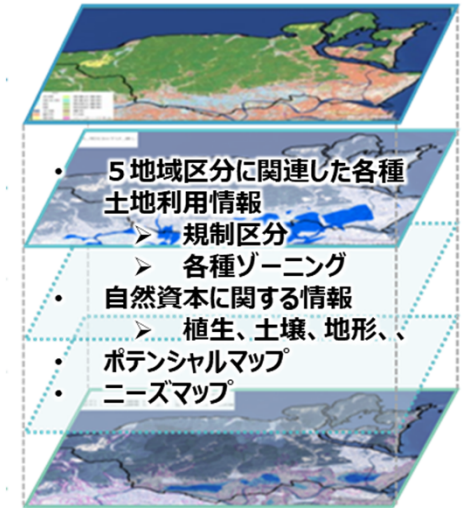 • ５地域区分に関連した各種
土地利用情報
➢ 規制区分
➢ 各種ゾーニング
• 自然資本に関する情報
➢ 植生、土壌、地形、、
• ポテンシャルマップ
• ニーズマップ